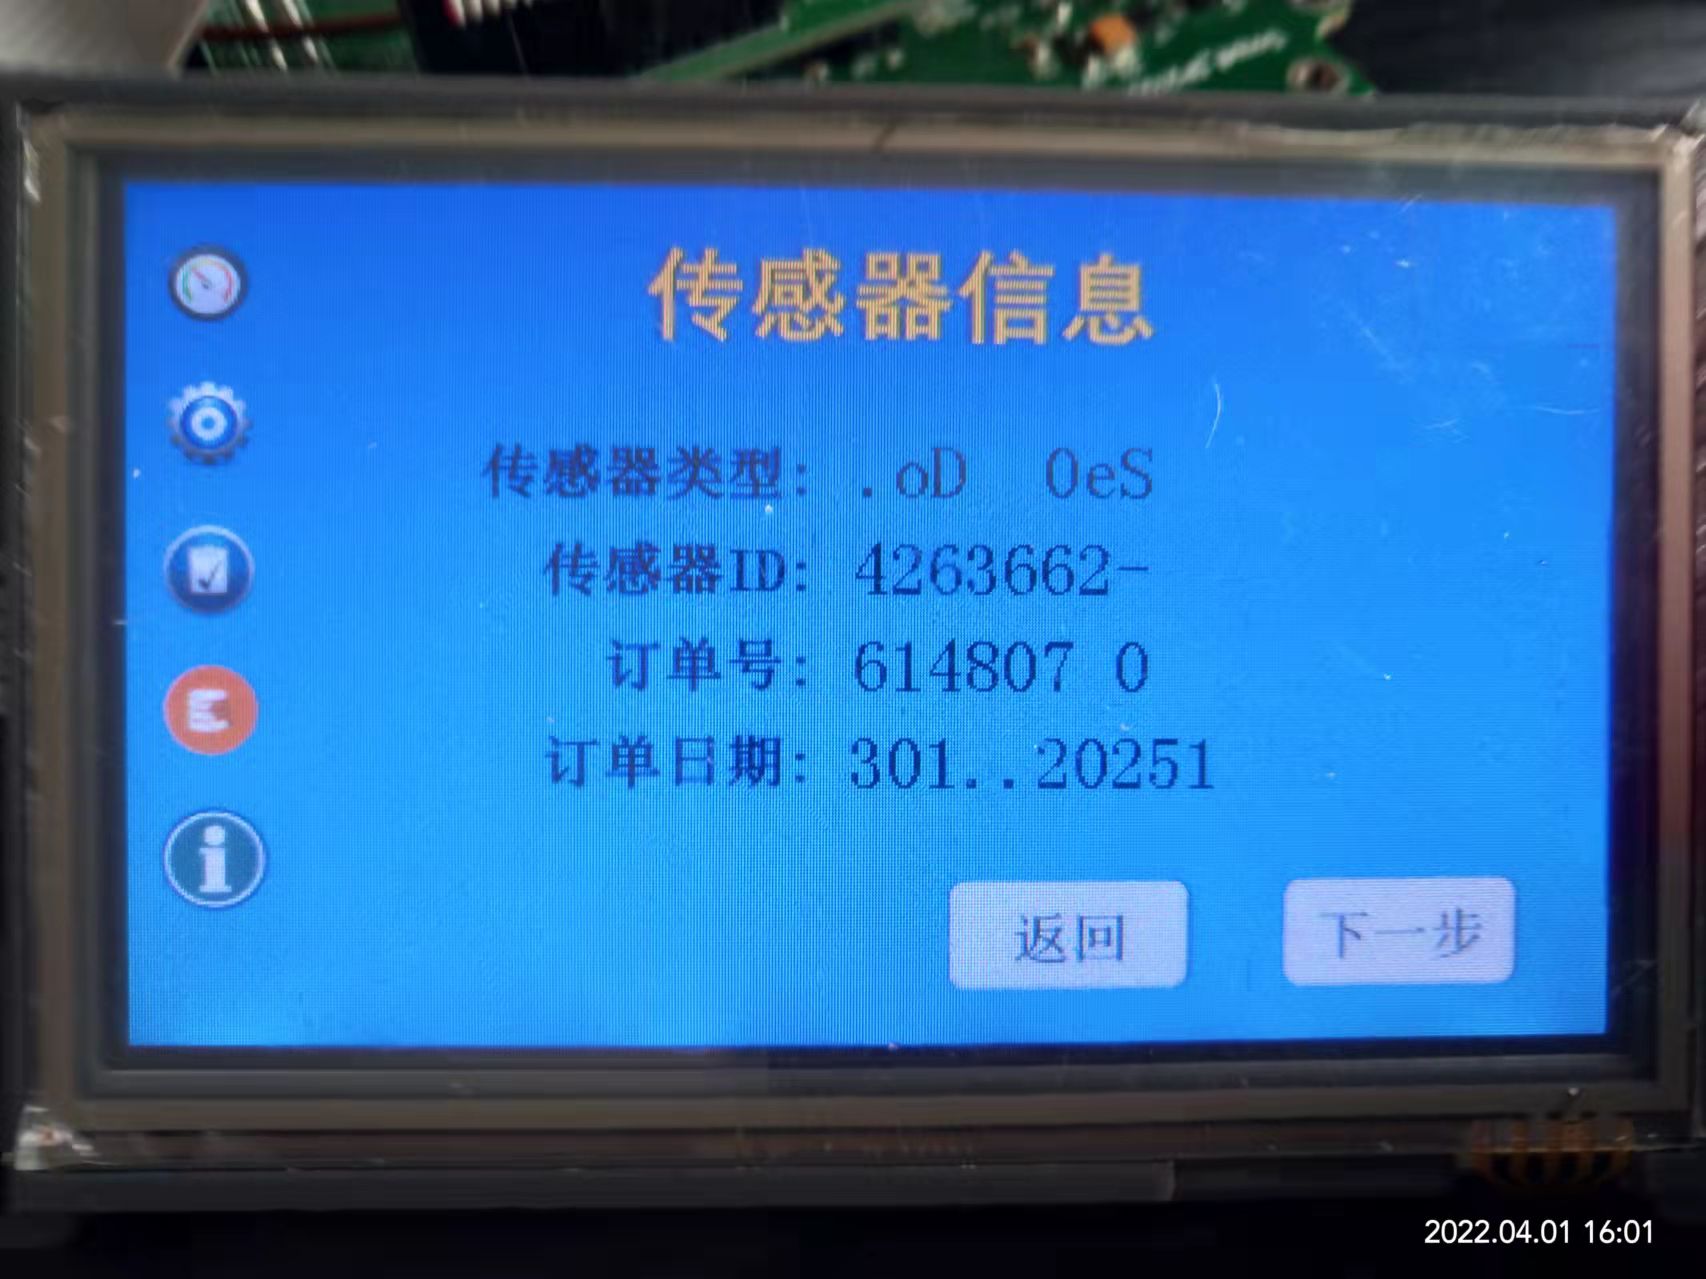 传感器信息
传感器类型: .oD  0eS
传感器ID: 4263662-
订单号: 614807 0
订单日期: 301..20251
返回
下一步
2022.04.01 16:01